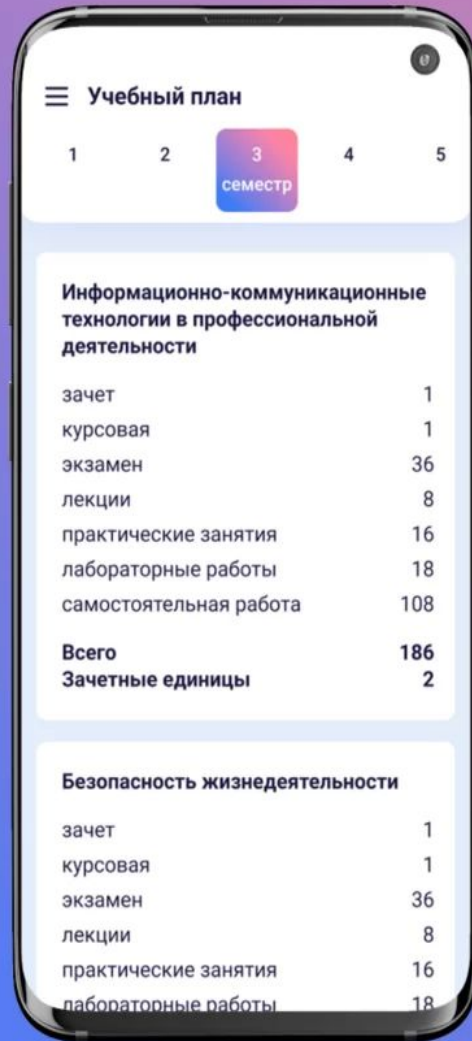 Учебный план
1 2 3 4 5
семестр
Информационно-коммуникационные
технологии в профессиональной
деятельности
зачет 1
курсовая 1
экзамен 36
лекции 8
практические занятия 16
лабораторные работы 18
самостоятельная работа 108
Всего 186
Зачетные единицы 2
Безопасность жизнедеятельности
зачет 1
курсовая 1
экзамен 36
лекции 8
практические занятия 16
лабораторные работы 18